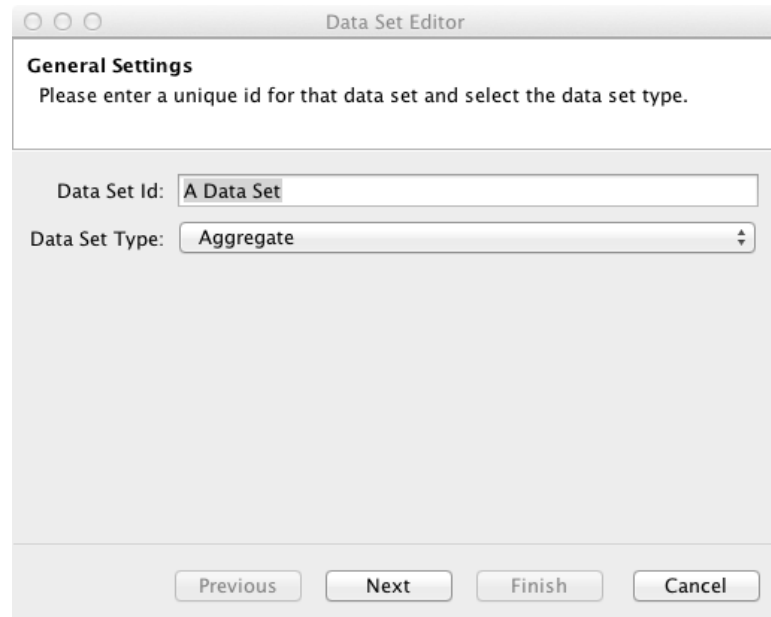 Data Set Editor
General Settings
Please enter a unique id for that data set and select the data set type.
Data Set Id: A Data Set
Data Set Type: Aggregate
Previous Next Finish Cancel